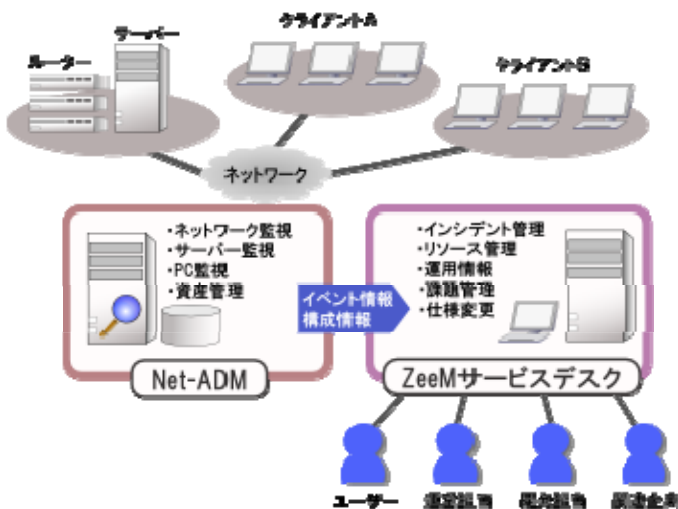 サーバー
クライアントA
ルーター
クライアントB
ネットワーク
・ネットワーク監視
・サーバー監視
・PC監視
・資産管理
イベント情報
構成情報
・インシデント管理
・リソース管理
・運用情報
・課題管理
・仕様変更
Net-ADM
ZeeMサービスデスク
ユーザー